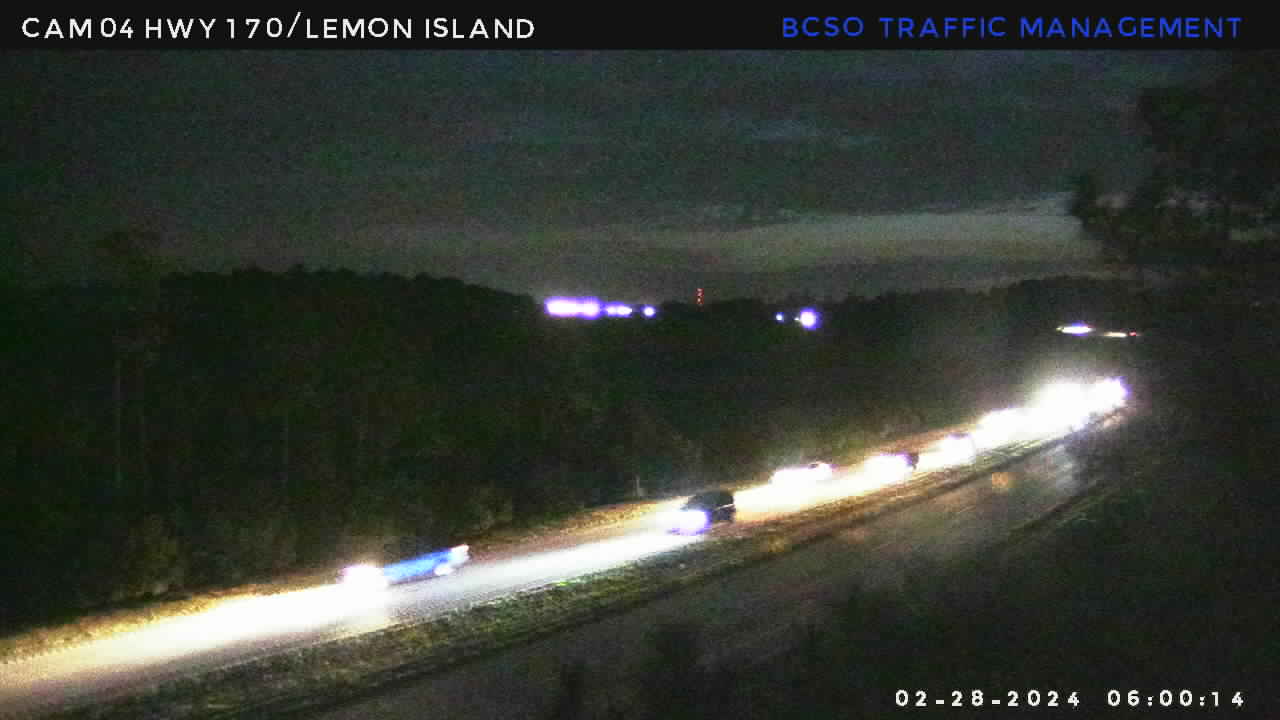 CAM04 HWY 170/LEMON ISLAND
BCSO TRAFFIC MANAGEMENT
02-28-2024 06:00:14